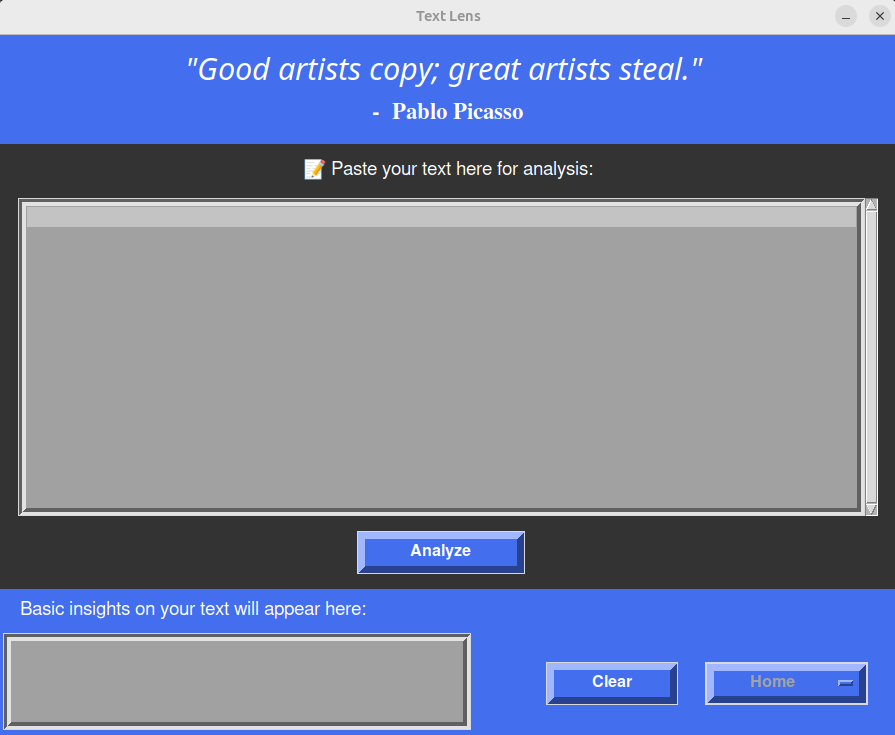 Text Lens
"Good artists copy; great artists steal."
- Pablo Picasso
📝 Paste your text here for analysis:
Analyze
Basic insights on your text will appear here:
Clear
Home